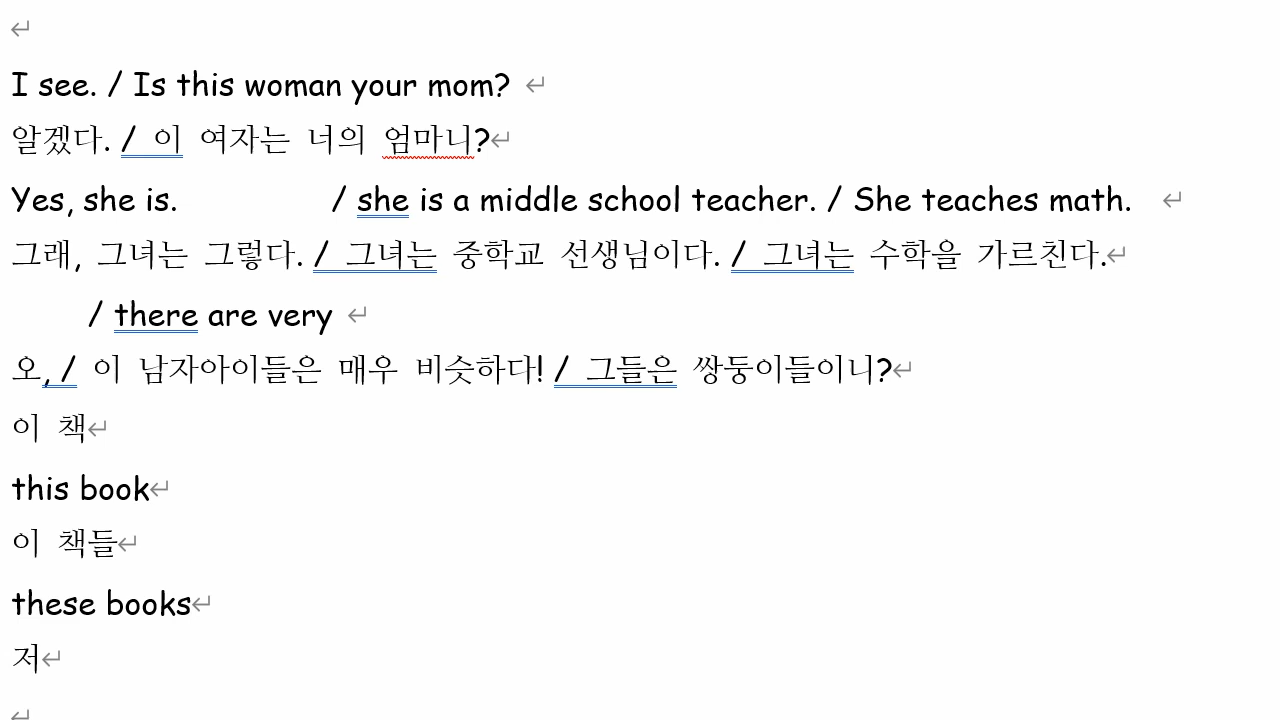 I see. / Is this woman your mom?
알겠다. / 이 여자는 너의 엄마니?
Yes, she is. / she is a middle school teacher. / She teaches math.
그래, 그녀는 그렇다. / 그녀는 중학교 선생님이다. / 그녀는 수학을 가르친다.
/ there are very
오, / 이 남자아이들은 매우 비슷하다! / 그들은 쌍둥이들이니?
이 책
this book
이 책들
these books
저